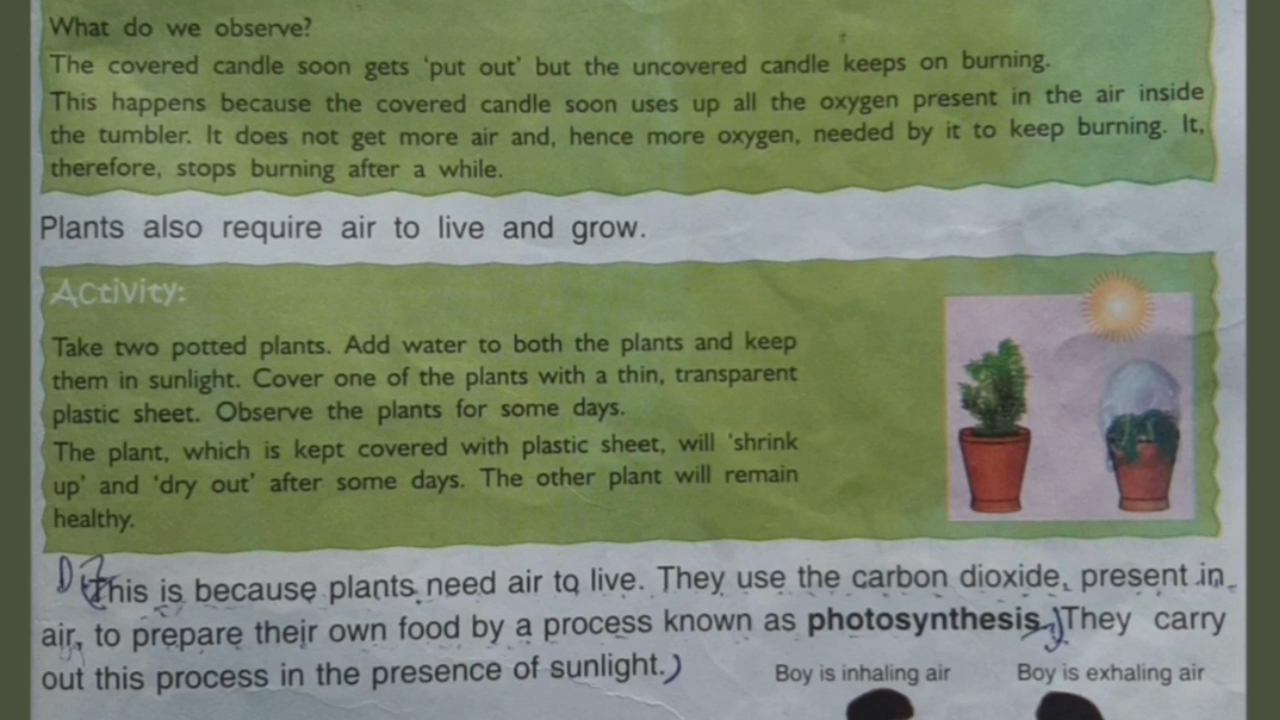 What do we observe?
The covered candle soon gets 'put out' but the uncovered candle keeps on burning.
This happens because the covered candle soon uses up all the oxygen present in the air inside
the tumbler. It does not get more air and, hence more oxygen, needed by it to keep burning. It,
therefore, stops burning after a while.
Plants also require air to live and grow.
Activity:
Take two potted plants. Add water to both the plants and keep
them in sunlight. Cover one of the plants with a thin, transparent
plastic sheet. Observe the plants for some days.
The plant, which is kept covered with plastic sheet, will 'shrink
up' and 'dry out' after some days. The other plant will remain
healthy.
This is because plants need air to live. They use the carbon dioxide, present in
air, to prepare their own food by a process known as photosynthesis. They carry
out this process in the presence of sunlight.)
Boy is inhaling air
Boy is exhaling air